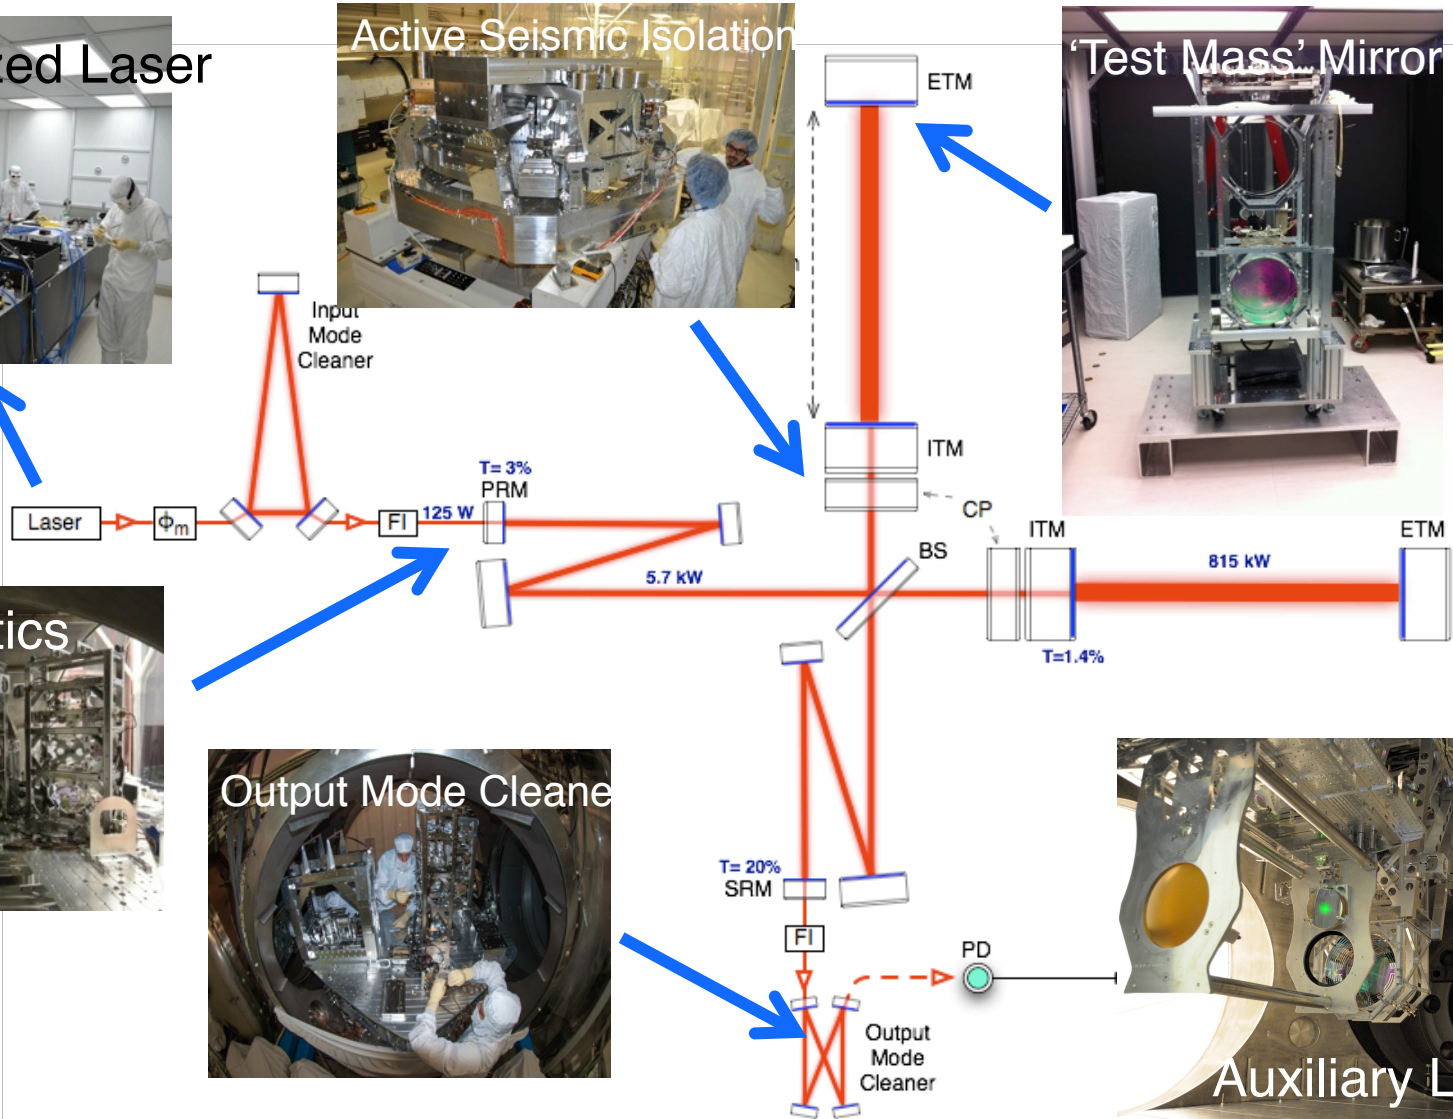 zed Laser
Active Seismic Isolation
'Test Mass' Mirror
ETM
Input
Mode
Cleaner
ITM
T= 3%
PRM
Laser
Φm
FI
125 W
CP
ITM
ETM
BS
5.7 kW
815 kW
T=1.4%
tics
Output Mode Cleane
T= 20%
SRM
FI
PD
Output
Mode
Cleaner
Auxiliary L